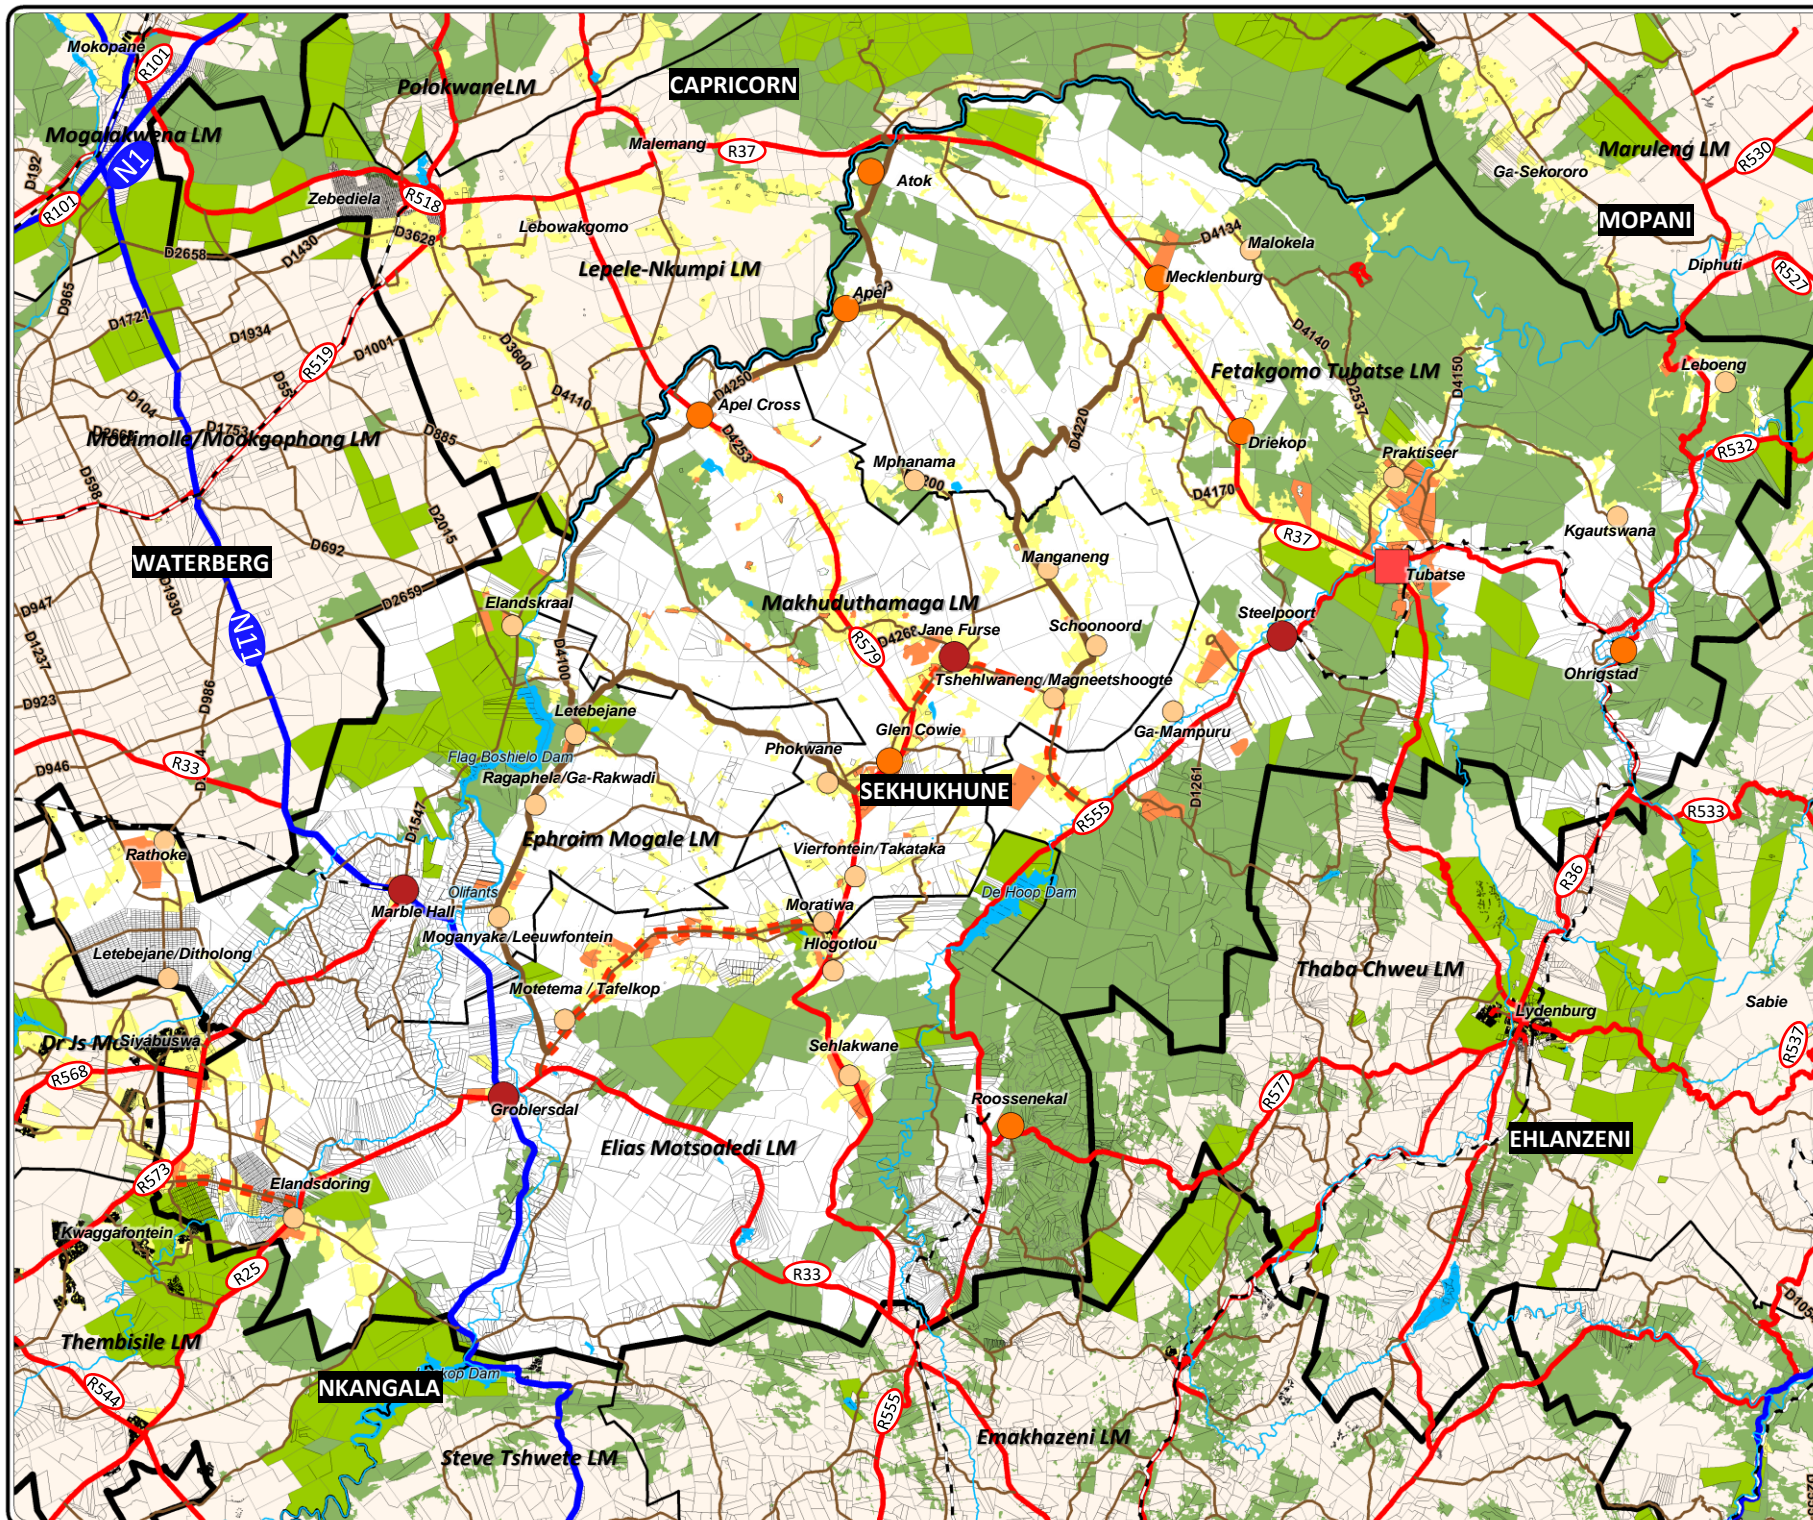 Mokopane
R101
PolokwaneLM
CAPRICORN
Mogalakwena LM
N1
Malemang
R37
Maruleng LM
R530
D192
Ga-Sekororo
Atok
R101
Zebediela
R518
MOPANI
Lebowakgomo
D3628
D4134
Malokela
D2658
D1430
Lepele-Nkumpi LM
Mecklenburg
Diphuti
R527
D965
Apel
D1721
D1934
D1001
D3600
D4140
R519
Fetakgomo Tubatse LM
Leboeng
D4150
D55
D4250
D4110
D2537
D104
Apel Cross
D1753
Modimolle/Mookgophong LM
D885
D4253
D4220
Driekop
R532
Praktiseer
Mphanama
D598
D4170
D2015
Kgautswana
R37
D692
WATERBERG
Manganeng
Tubatse
D1930
D2659
D947
Elandskraal
Makhuduthamaga LM
Steelpoort
N11
D4268
Jane Furse
Schoonoord
D1237
R579
D4100
Ohrigstad
Tshehlwaneng/Magneetshoogte
D923
D986
Letebejane
Ga-Mampuru
Glen Cowie
Phokwane
Flag Boshielo Dam
R33
D946
Ragaphela/Ga-Rakwadi
SEKHUKHUNE
D1261
R555
R533
D1547
Ephraim Mogale LM
Rathoke
Vierfontein/Takataka
R36
Olifants
De Hoop Dam
Marble Hall
Moratiwa
Moganyaka/Leeuwfontein
Hlogotlou
Letebejane/Ditholong
Thaba Chweu LM
Motetema / Tafelkop
Sabie
Lydenburg
Siyabuswa
Sehlakwane
R537
R568
R577
Roossenekal
Groblersdal
Elias Motsoaledi LM
EHLANZENI
R573
Elandsdoring
Kwaggafontein
R25
R33
Thembisile LM
NKANGALA
R544
R555
Steve Tshwete LM
Emakhazeni LM